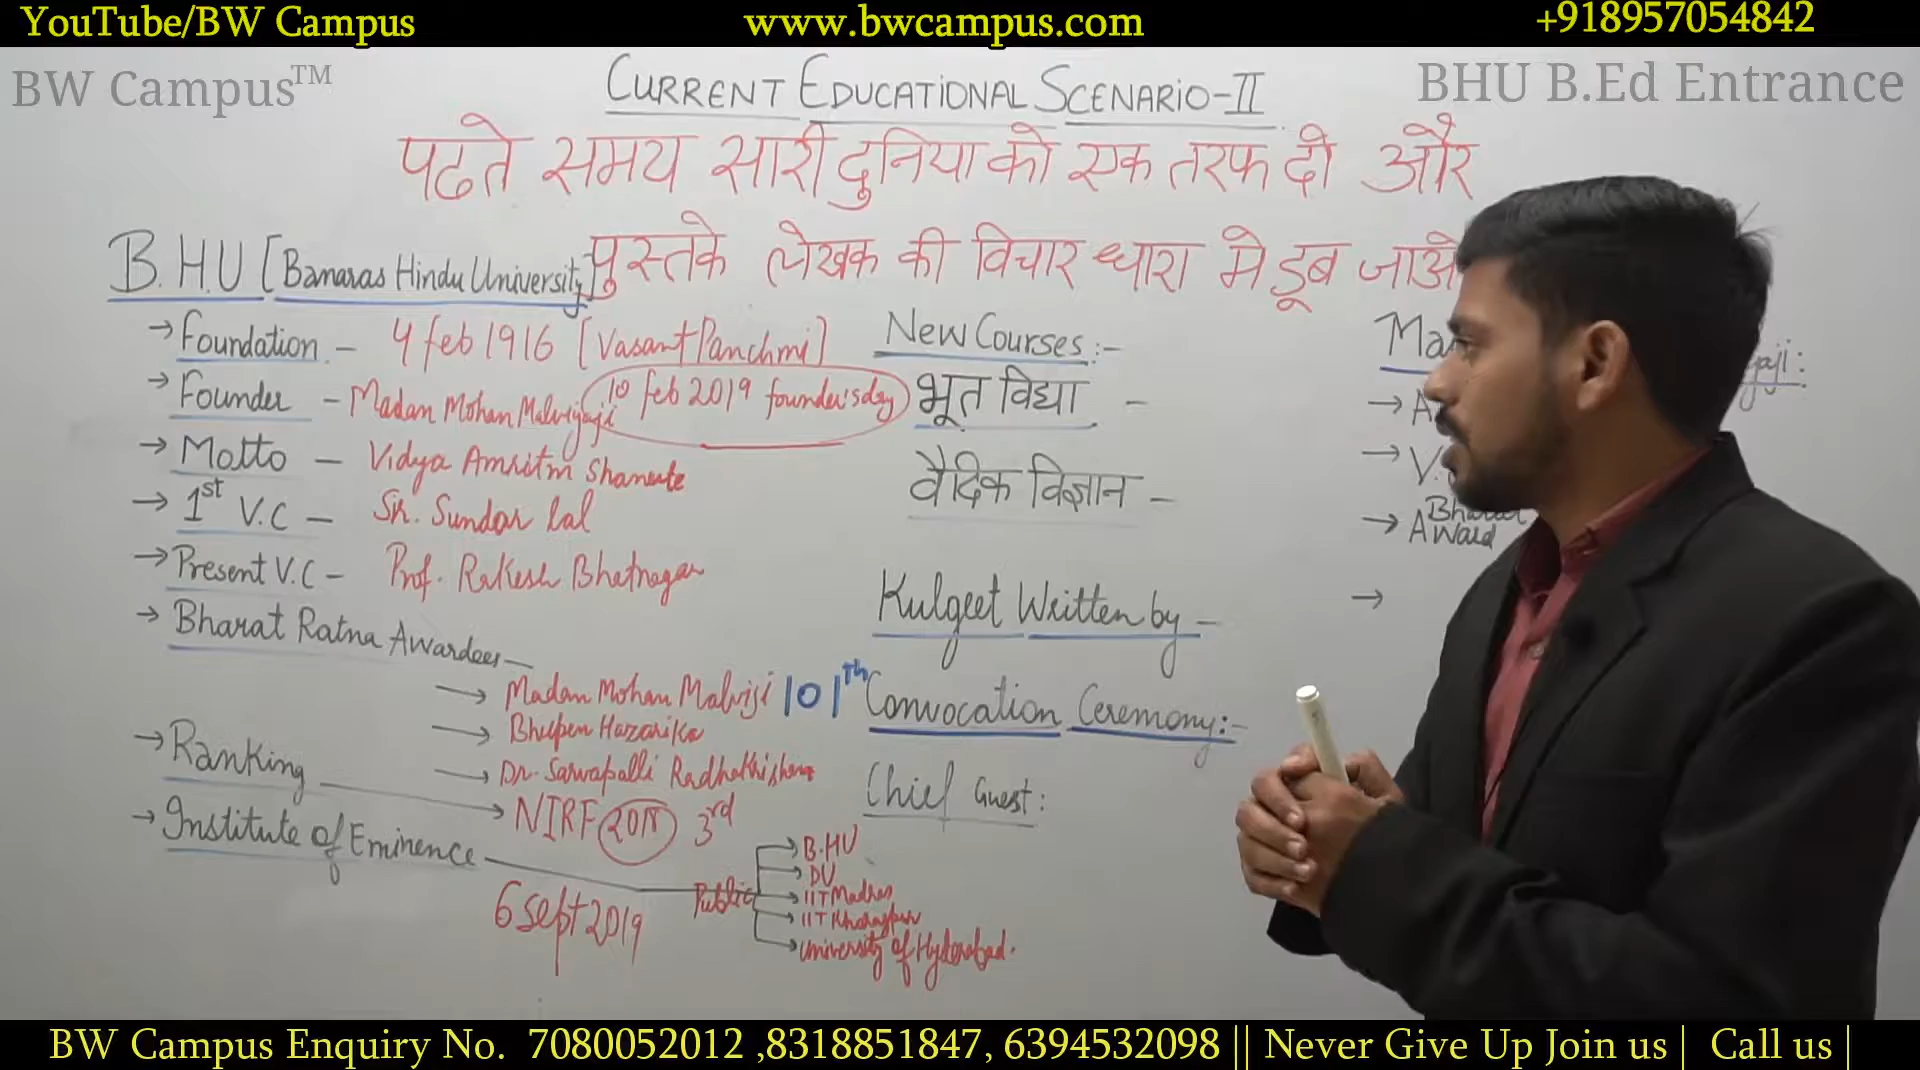 YouTube/BW Campus www.bwcampus.com +918957054842
BW Campus™ BHU B.Ed Entrance
CURRENT EDUCATIONAL SCENARIO-II
पढते समय सारी दुनिया को एक तरफ दो और
पुस्तके लेखक की विचार धारा मे डूब जाओ
B.H.U [Banaras Hindu University]
→ Foundation – 4 feb 1916 [Vasant Panchmi]
→ Founder – Madan Mohan Malviyaji
10 feb 2019 founder's day
→ Motto – Vidya Amritm
→ 1st V.C – Sir. Sundar lal
→ Present V.C – Prof. Rakesh Bhatnagar
→ Bharat Ratna Awardees –
→ Madan Mohan Malviji
→ Bhupen Hazarika
→ Dr. Sarvapalli
→ Ranking → NIRF 2018 3rd
→ Institute of Eminence
6 sept 2019
Public
→ B.HU
→ DU
→ IIT Madras
→ IIT Kharagpur
→ University of Hyderabad.
New Courses:-
भूत विद्या –
वैदिक विज्ञान –
Kulgeet Written by –
101th Convocation Ceremony:-
Chief Guest:
Ma yaji:
→ A
→ V.
→ Bharat
Award
→
BW Campus Enquiry No. 7080052012 ,8318851847, 6394532098 || Never Give Up Join us | Call us |